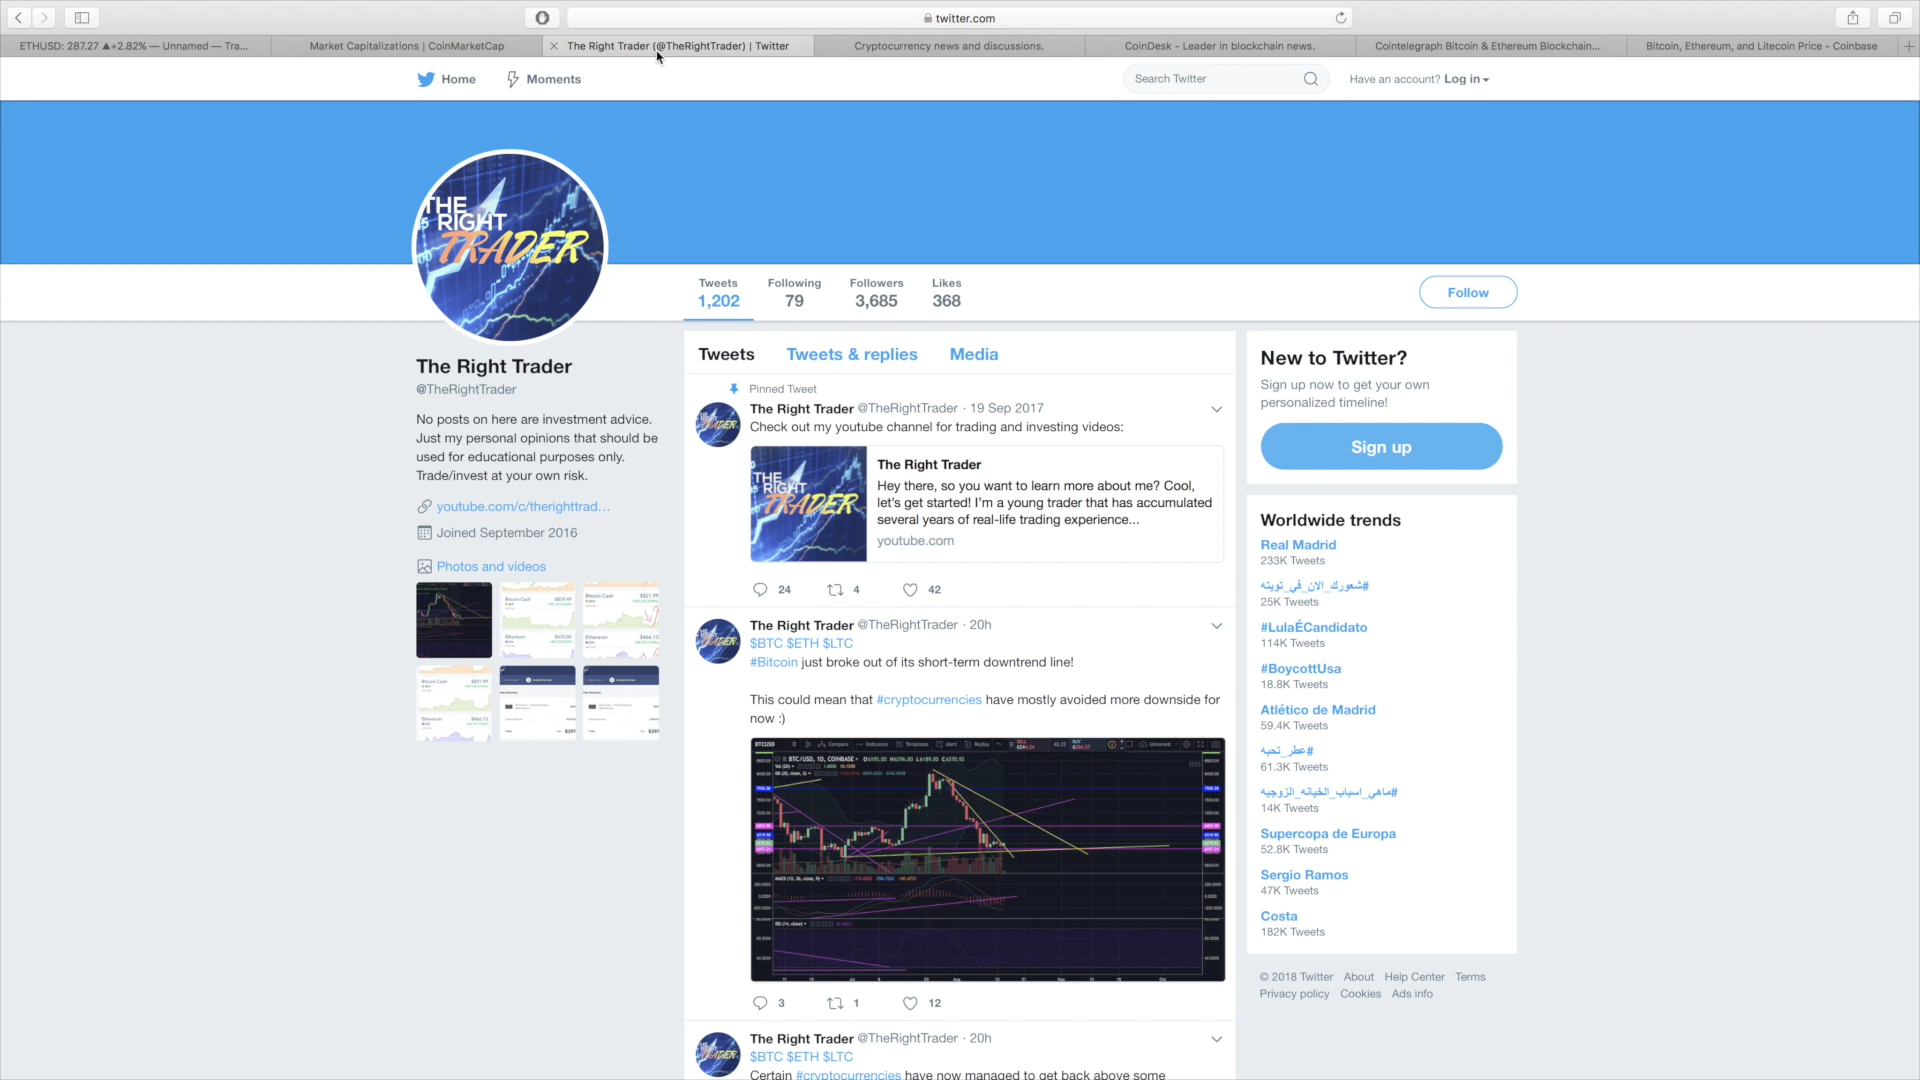 twitter.com
ETHUSD: 287.27 ▲+2.82% — Unnamed — Tra...
Market Capitalizations | CoinMarketCap
The Right Trader (@TheRightTrader) | Twitter
Cryptocurrency news and discussions.
CoinDesk - Leader in blockchain news.
Cointelegraph Bitcoin & Ethereum Blockchain...
Bitcoin, Ethereum, and Litecoin Price - Coinbase
Home
Moments
Search Twitter
Have an account? Log in
THE
RIGHT
TRADER
Tweets
1,202
Following
79
Followers
3,685
Likes
368
Follow
The Right Trader
@TheRightTrader
No posts on here are investment advice.
Just my personal opinions that should be
used for educational purposes only.
Trade/invest at your own risk.
youtube.com/c/therighttrad...
Joined September 2016
Photos and videos
Tweets
Tweets & replies
Media
Pinned Tweet
The Right Trader @TheRightTrader · 19 Sep 2017
Check out my youtube channel for trading and investing videos:
THE
RIGHT
TRADER
The Right Trader
Hey there, so you want to learn more about me? Cool,
let's get started! I'm a young trader that has accumulated
several years of real-life trading experience...
youtube.com
24
4
42
The Right Trader @TheRightTrader · 20h
$BTC $ETH $LTC
#Bitcoin just broke out of its short-term downtrend line!
This could mean that #cryptocurrencies have mostly avoided more downside for
now :)
BTCUSD
Compare
Indicators
Templates
Alert
Replay
BTC/USD, 1D, COINBASE
3
1
12
The Right Trader @TheRightTrader · 20h
$BTC $ETH $LTC
Certain #cryptocurrencies have now managed to get back above some
New to Twitter?
Sign up now to get your own
personalized timeline!
Sign up
Worldwide trends
Real Madrid
233K Tweets
#شعورك_الان_في_تويته
25K Tweets
#LulaÉCandidato
114K Tweets
#BoycottUsa
18.8K Tweets
Atlético de Madrid
59.4K Tweets
#عطر_تحبه
61.3K Tweets
#ماهي_اسباب_الخيانه_الزوجيه
14K Tweets
Supercopa de Europa
52.8K Tweets
Sergio Ramos
47K Tweets
Costa
182K Tweets
© 2018 Twitter About Help Center Terms
Privacy policy Cookies Ads info